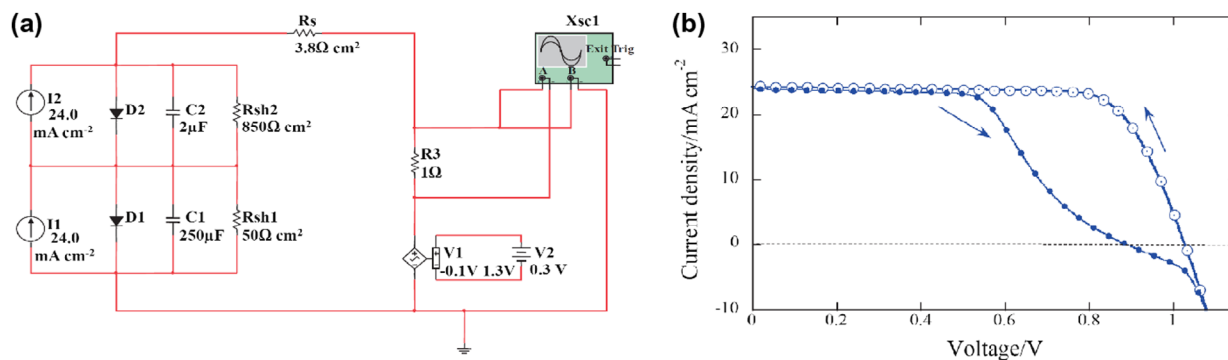 (a)
Rs
3.8Ω cm²
Xsc1
Exit Trig
A
B
I2
24.0
mA cm⁻²
D2
C2
2µF
Rsh2
850Ω cm²
R3
1Ω
I1
24.0
mA cm⁻²
D1
C1
250µF
Rsh1
50Ω cm²
V1
-0.1V 1.3V
V2
0.3 V
(b)
Current density/mA cm⁻²
30
20
10
0
-10
0
0.2
0.4
0.6
0.8
1
Voltage/V